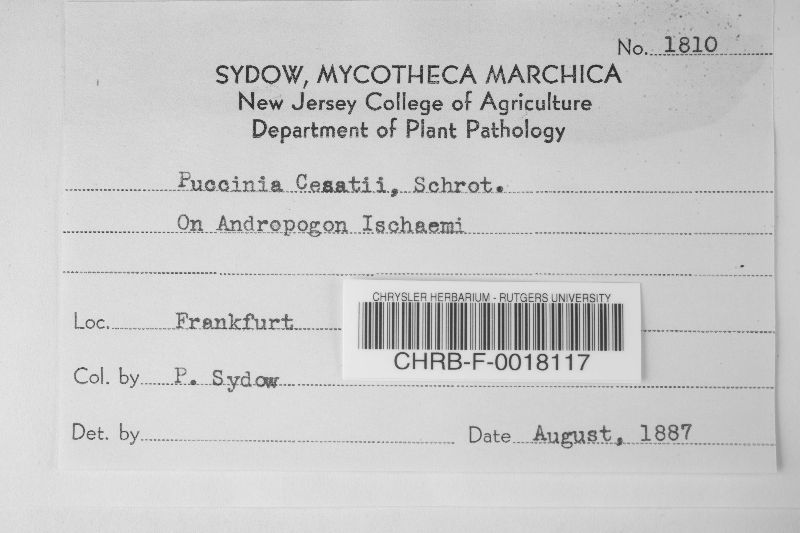 No. 1810
SYDOW, MYCOTHECA MARCHICA
New Jersey College of Agriculture
Department of Plant Pathology
Puccinia Cesatii, Schrot.
On Andropogon Ischaemi
CHRYSLER HERBARIUM - RUTGERS UNIVERSITY
Loc. Frankfurt
CHRB-F-0018117
Col. by P. Sydow
Det. by
Date August, 1887